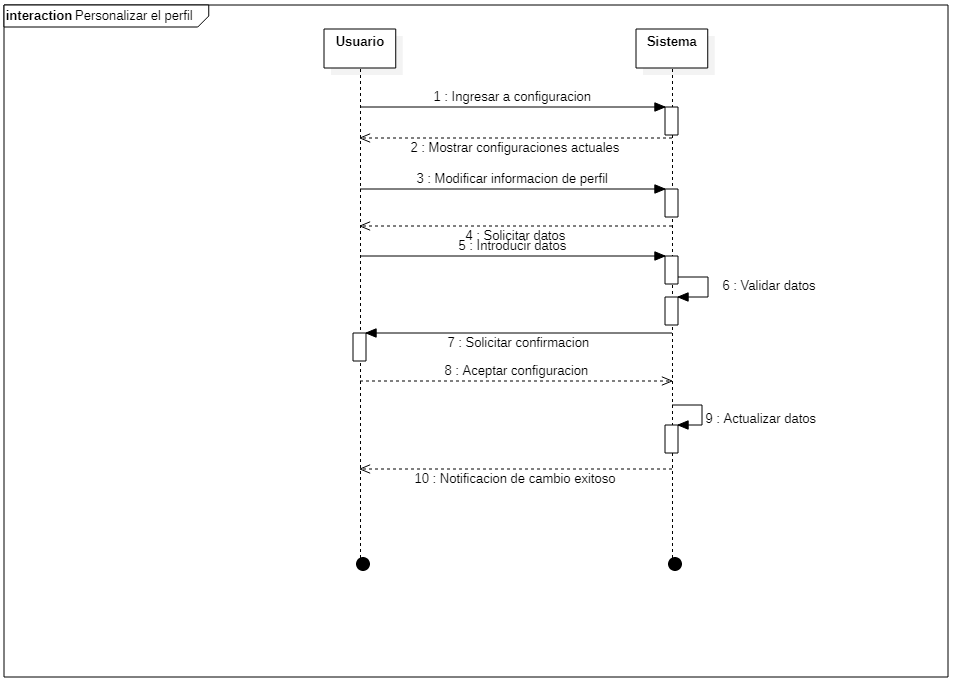 interaction Personalizar el perfil
Usuario
Sistema
1 : Ingresar a configuracion
2 : Mostrar configuraciones actuales
3 : Modificar informacion de perfil
4 : Solicitar datos
5 : Introducir datos
6 : Validar datos
7 : Solicitar confirmacion
8 : Aceptar configuracion
9 : Actualizar datos
10 : Notificacion de cambio exitoso